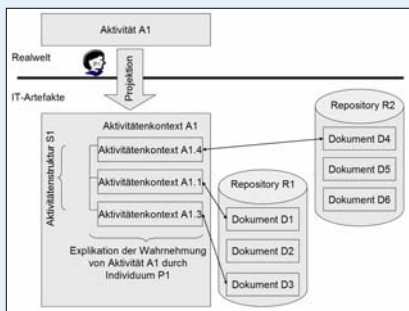 Aktivität A1
Realwelt
Projektion
IT-Artefakte
Repository R2
Aktivitätenkontext A1
Aktivitätenkontext A1.4
Dokument D4
Aktivitätenstruktur S1
Repository R1
Dokument D5
Aktivitätenkontext A1.1
Dokument D1
Dokument D6
Aktivitätenkontext A1.3
Dokument D2
Explikation der Wahrnehmung
von Aktivität A1 durch
Individuum P1
Dokument D3